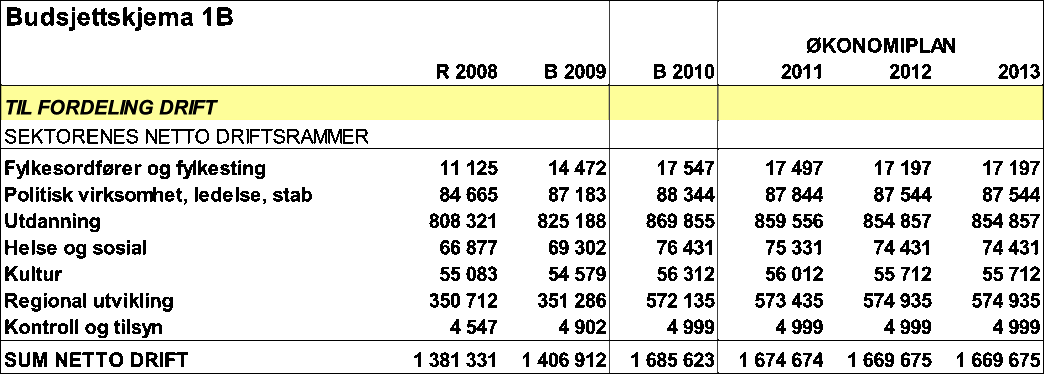 Budsjettskjema 1B
ØKONOMIPLAN
R 2008 B 2009 B 2010 2011 2012 2013
TIL FORDELING DRIFT
SEKTORENES NETTO DRIFTSRAMMER
Fylkesordfører og fylkesting 11 125 14 472 17 547 17 497 17 197 17 197
Politisk virksomhet, ledelse, stab 84 665 87 183 88 344 87 844 87 544 87 544
Utdanning 808 321 825 188 869 855 859 556 854 857 854 857
Helse og sosial 66 877 69 302 76 431 75 331 74 431 74 431
Kultur 55 083 54 579 56 312 56 012 55 712 55 712
Regional utvikling 350 712 351 286 572 135 573 435 574 935 574 935
Kontroll og tilsyn 4 547 4 902 4 999 4 999 4 999 4 999
SUM NETTO DRIFT 1 381 331 1 406 912 1 685 623 1 674 674 1 669 675 1 669 675